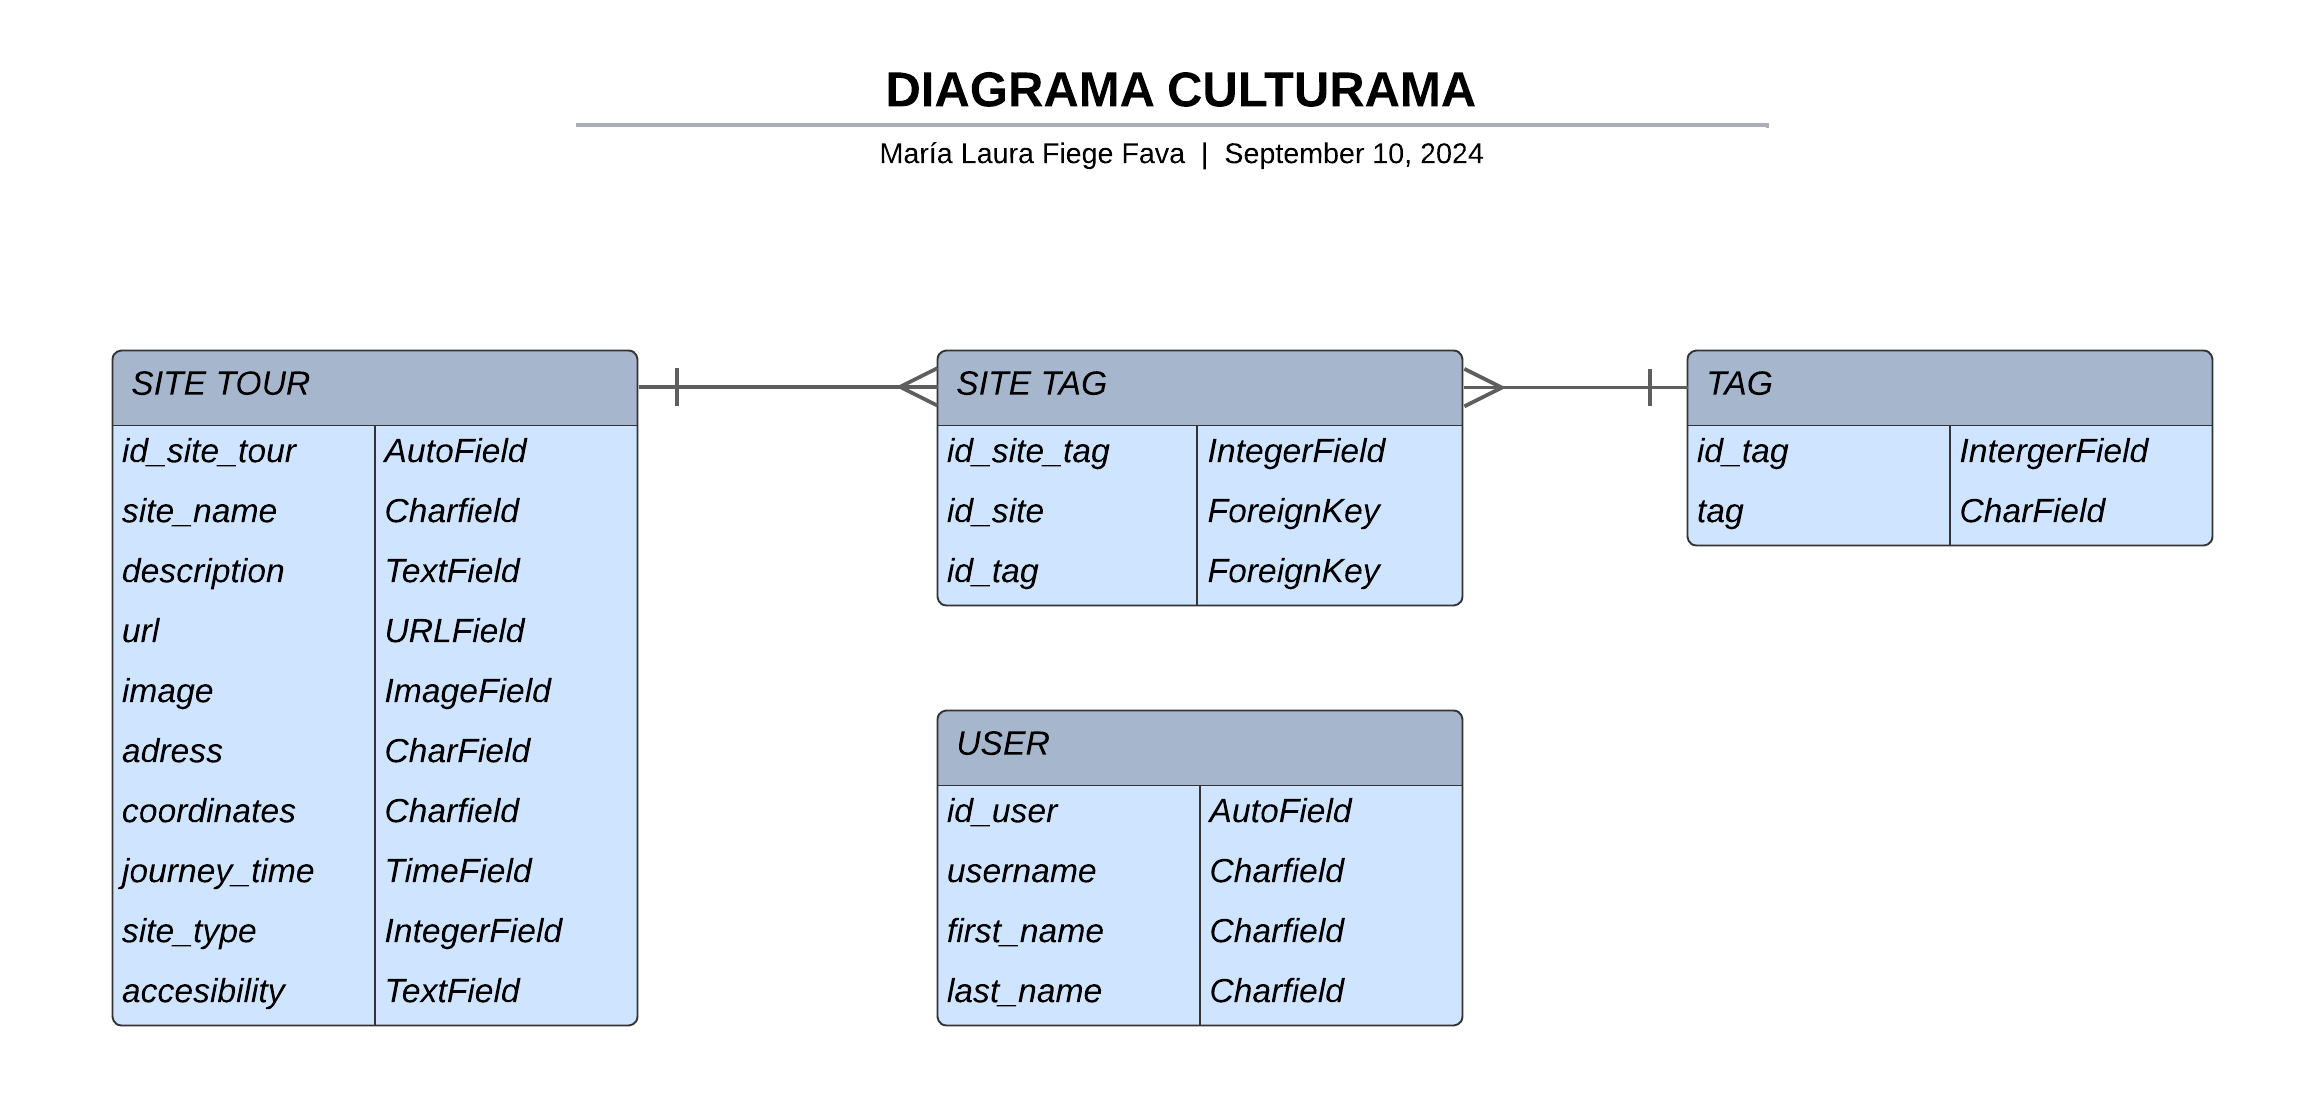 DIAGRAMA CULTURAMA
María Laura Fiege Fava | September 10, 2024
SITE TOUR
id_site_tour AutoField
site_name Charfield
description TextField
url URLField
image ImageField
adress CharField
coordinates Charfield
journey_time TimeField
site_type IntegerField
accesibility TextField
SITE TAG
id_site_tag IntegerField
id_site ForeignKey
id_tag ForeignKey
TAG
id_tag IntergerField
tag CharField
USER
id_user AutoField
username Charfield
first_name Charfield
last_name Charfield